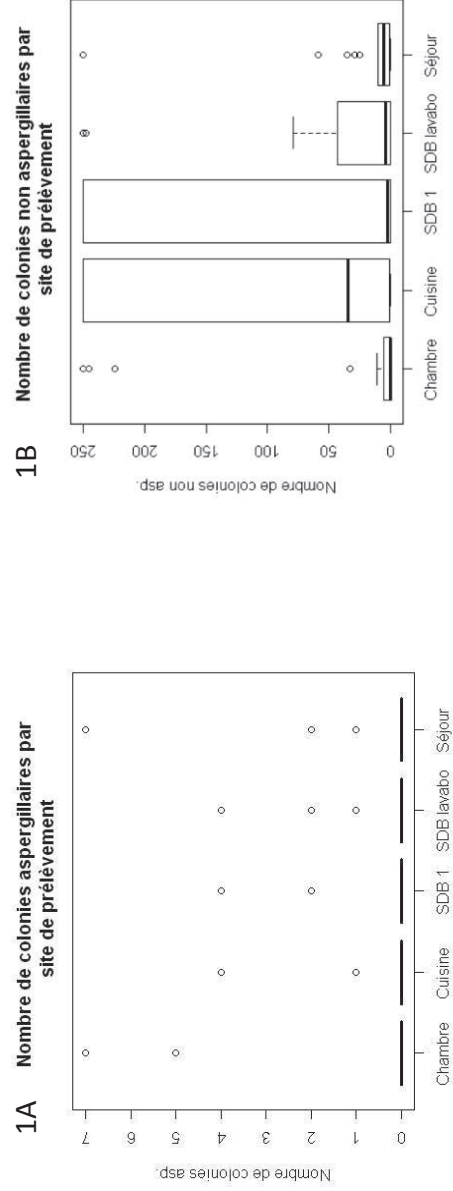 1A
Nombre de colonies aspergillaires par
site de prélèvement
Nombre de colonies asp.
7
6
5
4
3
2
1
0
Chambre Cuisine SDB 1 SDB lavabo Séjour
1B
Nombre de colonies non aspergillaires par
site de prélèvement
Nombre de colonies non asp.
250
200
150
100
50
0
Chambre Cuisine SDB 1 SDB lavabo Séjour